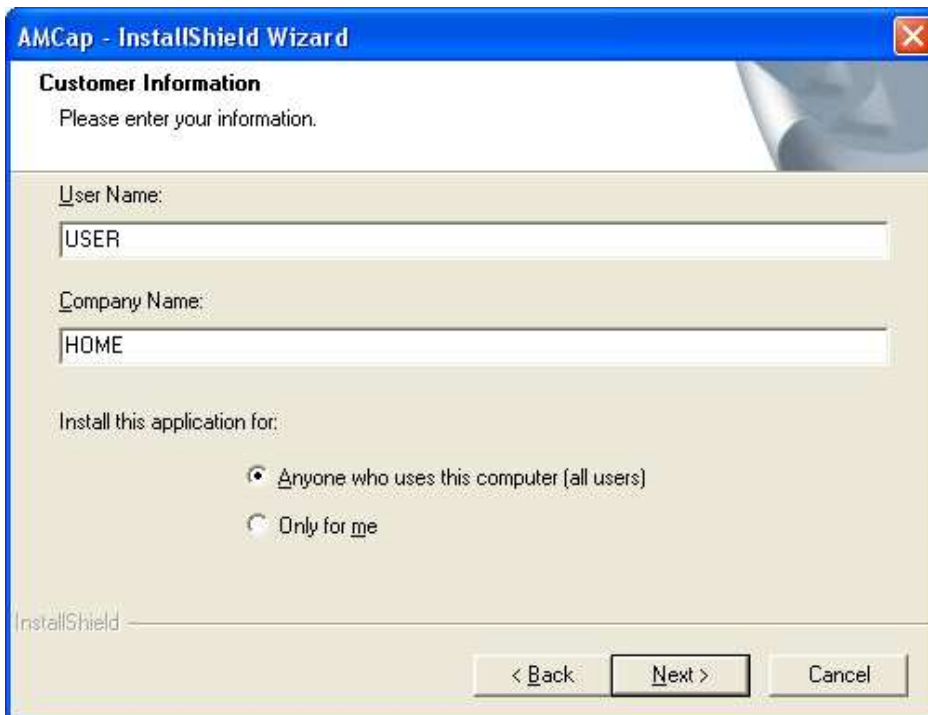 AMCap - InstallShield Wizard
Customer Information
Please enter your information.
User Name:
USER
Company Name:
HOME
Install this application for:
Anyone who uses this computer (all users)
Only for me
InstallShield
< Back Next > Cancel